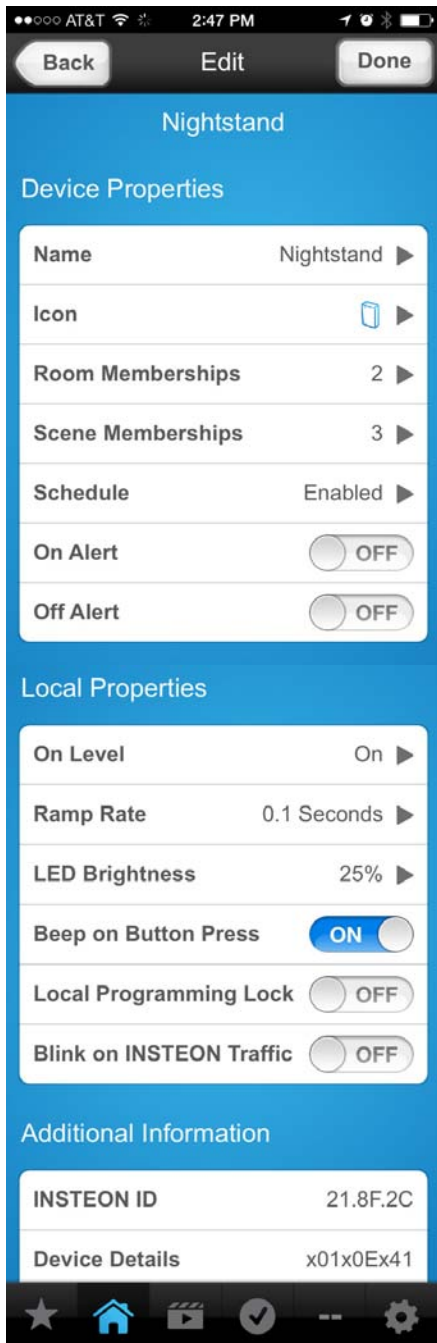 AT&T 2:47 PM
Back Edit Done
Nightstand
Device Properties
Name Nightstand
Icon
Room Memberships 2
Scene Memberships 3
Schedule Enabled
On Alert OFF
Off Alert OFF
Local Properties
On Level On
Ramp Rate 0.1 Seconds
LED Brightness 25%
Beep on Button Press ON
Local Programming Lock OFF
Blink on INSTEON Traffic OFF
Additional Information
INSTEON ID 21.8F.2C
Device Details x01x0Ex41
--